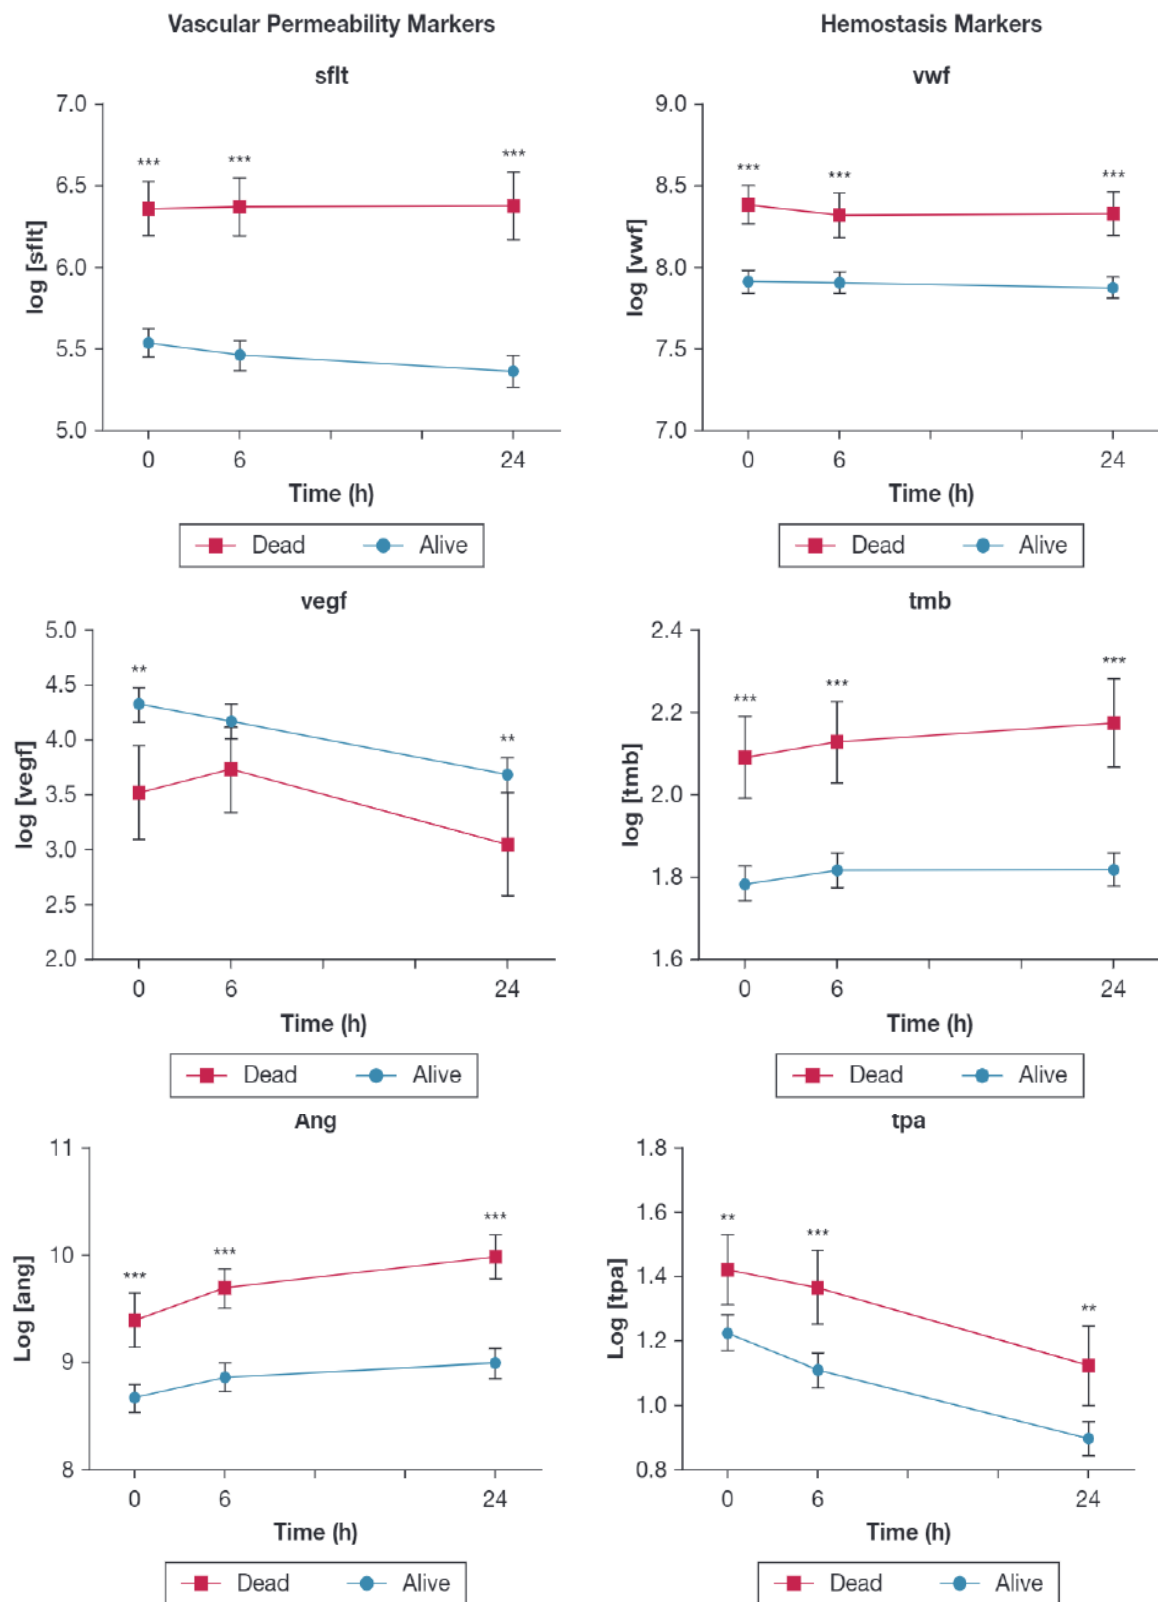 Vascular Permeability Markers
Hemostasis Markers
sflt
7.0
6.5
6.0
5.5
5.0
log [sflt]
***
***
***
0
6
24
Time (h)
Dead
Alive
vwf
9.0
8.5
8.0
7.5
7.0
log [vwf]
***
***
***
0
6
24
Time (h)
Dead
Alive
vegf
5.0
4.5
4.0
3.5
3.0
2.5
2.0
log [vegf]
**
**
0
6
24
Time (h)
Dead
Alive
tmb
2.4
2.2
2.0
1.8
1.6
log [tmb]
***
***
***
0
6
24
Time (h)
Dead
Alive
Ang
11
10
9
8
Log [ang]
***
***
***
0
6
24
Time (h)
Dead
Alive
tpa
1.8
1.6
1.4
1.2
1.0
0.8
Log [tpa]
**
***
**
0
6
24
Time (h)
Dead
Alive